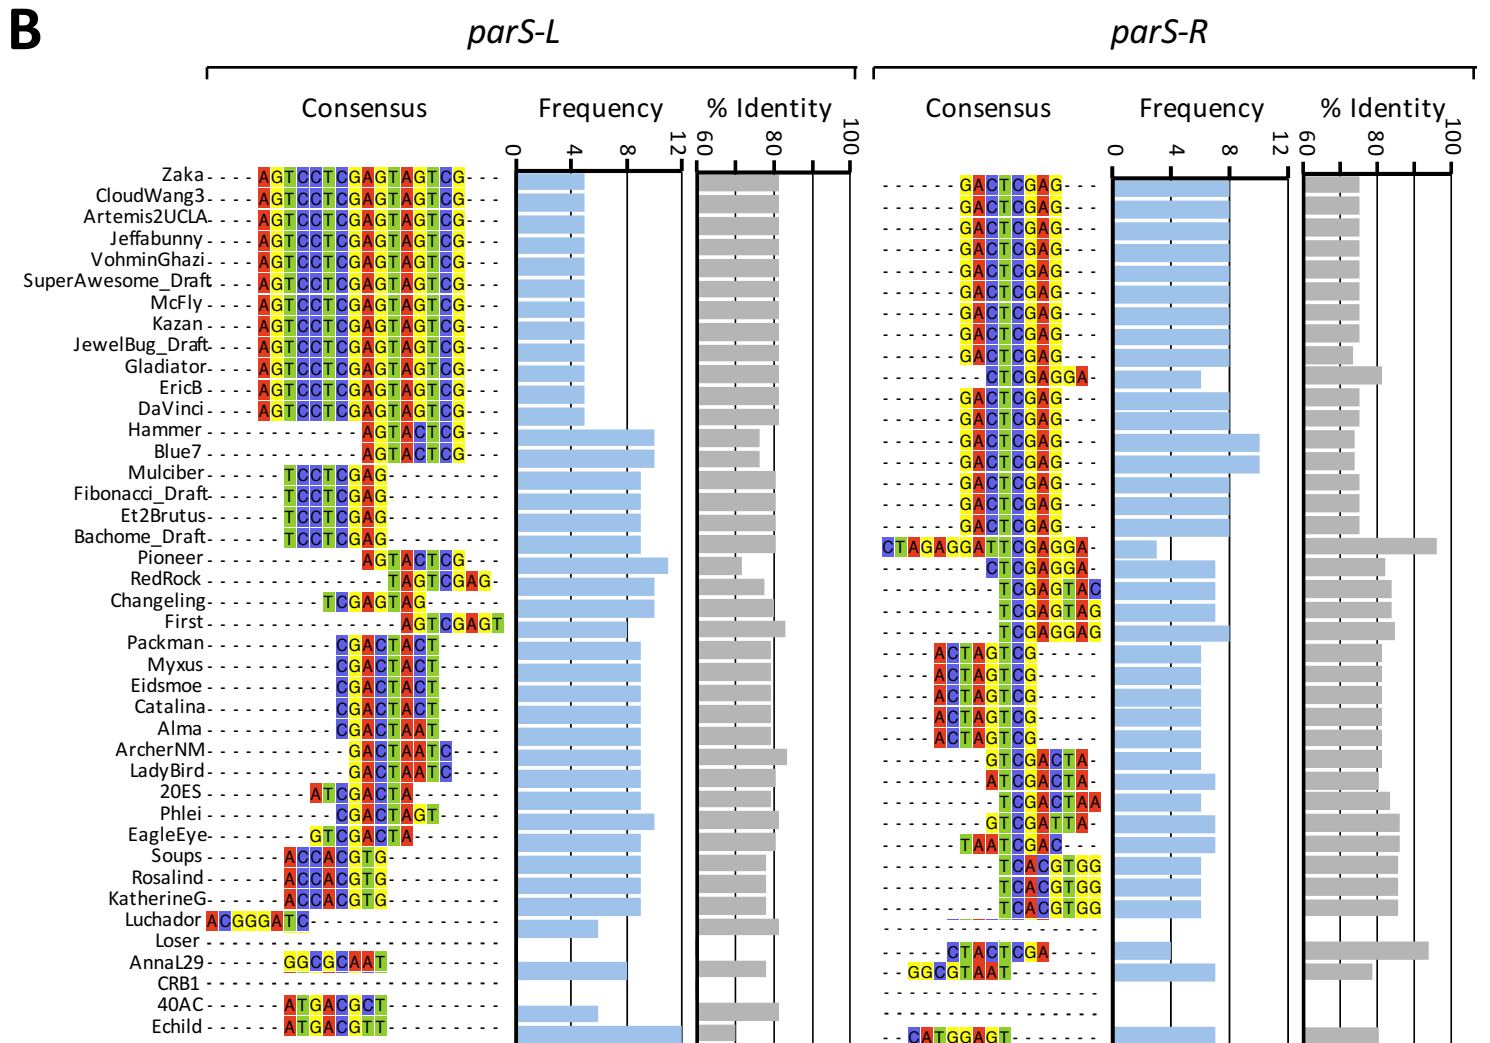 B
parS-L parS-R
Consensus Frequency % Identity Consensus Frequency % Identity
0 4 8 12 60 80 100 0 4 8 12 60 80 100
Zaka AGTCCTCGAGTAGTCG GACTCGAG
CloudWang3 AGTCCTCGAGTAGTCG GACTCGAG
Artemis2UCLA AGTCCTCGAGTAGTCG GACTCGAG
Jeffabunny AGTCCTCGAGTAGTCG GACTCGAG
VohminGhazi AGTCCTCGAGTAGTCG GACTCGAG
SuperAwesome_Draft AGTCCTCGAGTAGTCG GACTCGAG
McFly AGTCCTCGAGTAGTCG GACTCGAG
Kazan AGTCCTCGAGTAGTCG GACTCGAG
JewelBug_Draft AGTCCTCGAGTAGTCG GACTCGAG
Gladiator AGTCCTCGAGTAGTCG CTCGAGGA
EricB AGTCCTCGAGTAGTCG GACTCGAG
DaVinci AGTCCTCGAGTAGTCG GACTCGAG
Hammer AGTACTCG GACTCGAG
Blue7 AGTACTCG GACTCGAG
Mulciber TCCTCGAG GACTCGAG
Fibonacci_Draft TCCTCGAG GACTCGAG
Et2Brutus TCCTCGAG GACTCGAG
Bachome_Draft TCCTCGAG CTAGAGGATTCGAGGA
Pioneer AGTACTCG CTCGAGGA
RedRock TAGTCGAG TCGAGTAC
Changeling TCGAGTAG TCGAGTAG
First AGTCGAGT TCGAGGAG
Packman CGACTACT ACTAGTCG
Myxus CGACTACT ACTAGTCG
Eidsmoe CGACTACT ACTAGTCG
Catalina CGACTACT ACTAGTCG
Alma CGACTAAT ACTAGTCG
ArcherNM GACTAATC GTCGACTA
LadyBird GACTAATC ATCGACTA
20ES ATCGACTA TCGACTAA
Phlei CGACTAGT GTCGATTA
EagleEye GTCGACTA TAATCGAC
Soups ACCACGTG TCACGTGG
Rosalind ACCACGTG TCACGTGG
KatherineG ACCACGTG TCACGTGG
Luchador ACGGGATC
Loser CTACTCGA
AnnaL29 GGCGCAAT GGCGTAAT
CRB1
40AC ATGACGCT
Echild ATGACGTT CATGGAGT